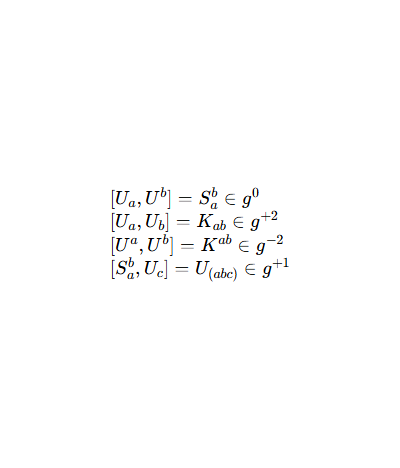 [U_a, U^b] = S_a^b ∈ g^0
[U_a, U_b] = K_{ab} ∈ g^{+2}
[U^a, U^b] = K^{ab} ∈ g^{-2}
[S_a^b, U_c] = U_{(abc)} ∈ g^{+1}